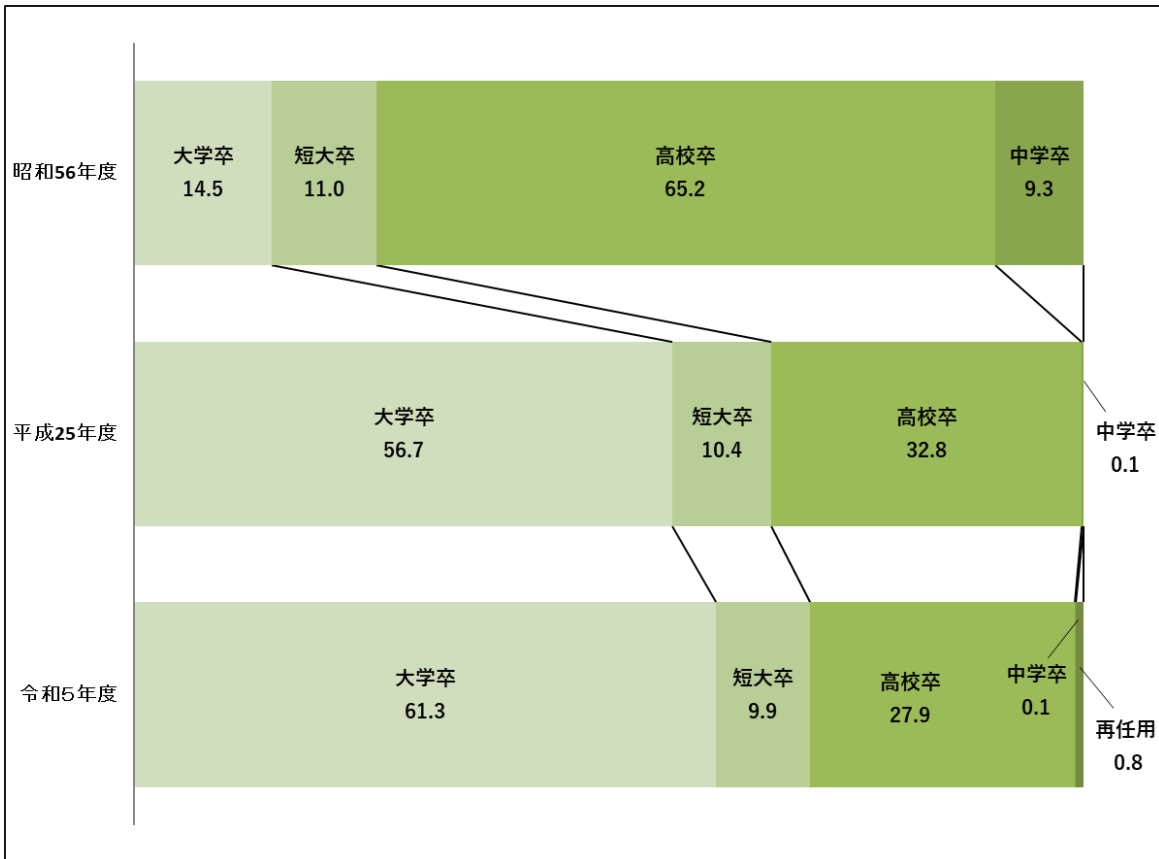 昭和56年度
大学卒
14.5
短大卒
11.0
高校卒
65.2
中学卒
9.3
平成25年度
大学卒
56.7
短大卒
10.4
高校卒
32.8
中学卒
0.1
令和5年度
大学卒
61.3
短大卒
9.9
高校卒
27.9
中学卒
0.1
再任用
0.8